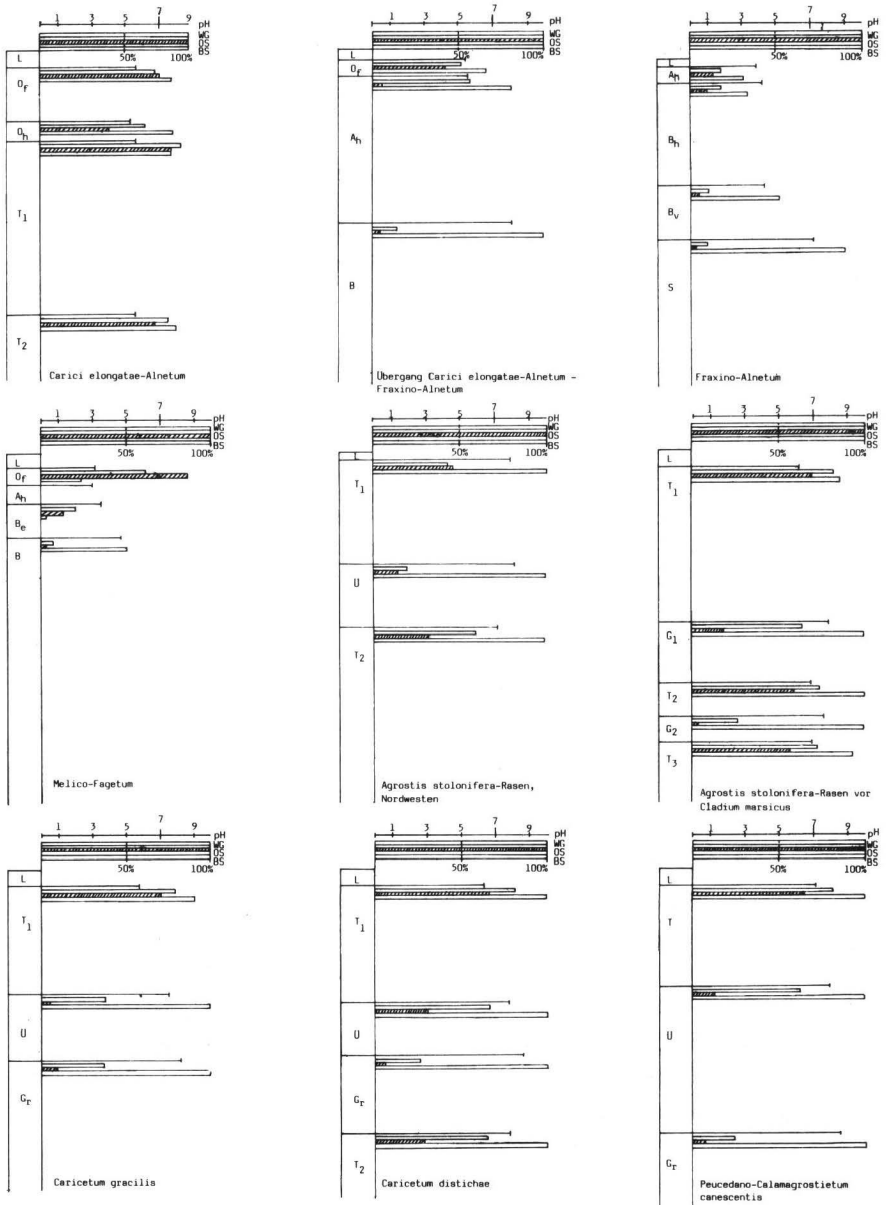 1 3 5 7 9 pH
WG
OS
50% 100% BS
L
Of
Oh
T1
T2
Carici elongatae-Alnetum
1 3 5 7 9 pH
WG
OS
50% 100% BS
L
Of
Ah
B
Übergang Carici elongatae-Alnetum -
Fraxino-Alnetum
1 3 5 7 9 pH
WG
OS
50% 100% BS
L
Ah
Bh
Bv
S
Fraxino-Alnetum
1 3 5 7 9 pH
WG
OS
50% 100% BS
L
Of
Ah
Be
B
Melico-Fagetum
1 3 5 7 9 pH
WG
OS
50% 100% BS
L
T1
U
T2
Agrostis stolonifera-Rasen,
Nordwesten
1 3 5 7 9 pH
WG
OS
50% 100% BS
L
T1
G1
T2
G2
T3
Agrostis stolonifera-Rasen vor
Cladium marsicus
1 3 5 7 9 pH
WG
OS
50% 100% BS
L
T1
U
Gr
Caricetum gracilis
1 3 5 7 9 pH
WG
OS
50% 100% BS
L
T1
U
Gr
T2
Caricetum distichae
1 3 5 7 9 pH
WG
OS
50% 100% BS
L
T
U
Gr
Peucedano-Calamagrostietum
canescentis